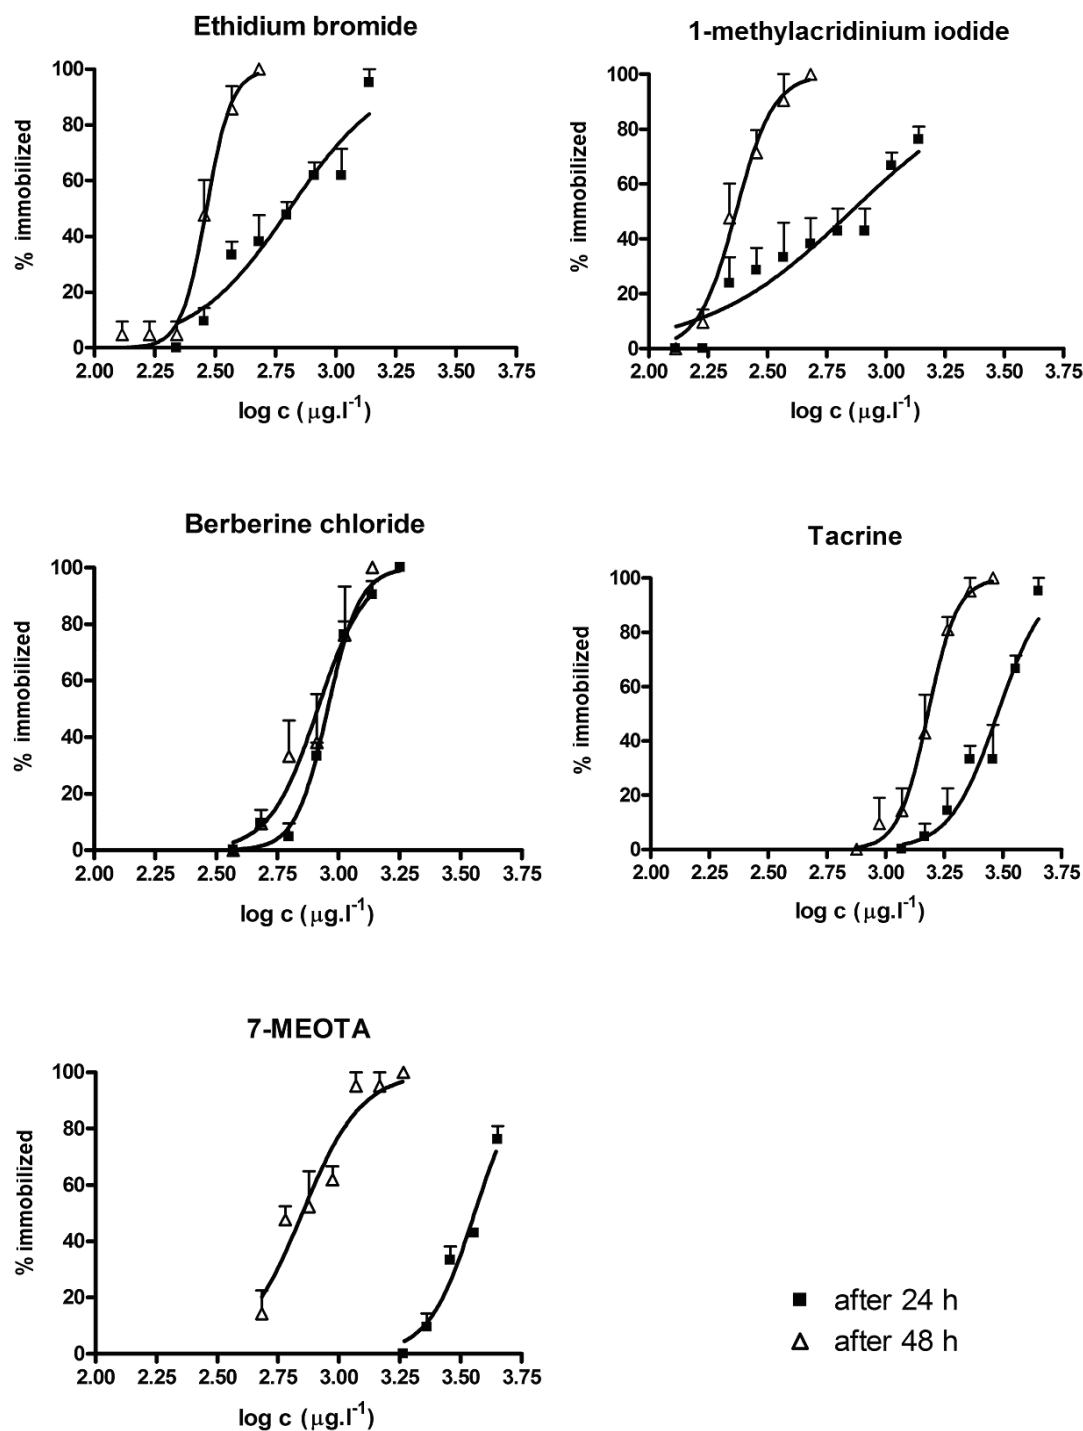 Ethidium bromide
100
80
60
40
20
0
% immobilized
2.00 2.25 2.50 2.75 3.00 3.25 3.50 3.75
log c (μg.l⁻¹)
1-methylacridinium iodide
100
80
60
40
20
0
% immobilized
2.00 2.25 2.50 2.75 3.00 3.25 3.50 3.75
log c (μg.l⁻¹)
Berberine chloride
100
80
60
40
20
0
% immobilized
2.00 2.25 2.50 2.75 3.00 3.25 3.50 3.75
log c (μg.l⁻¹)
Tacrine
100
80
60
40
20
0
% immobilized
2.00 2.25 2.50 2.75 3.00 3.25 3.50 3.75
log c (μg.l⁻¹)
7-MEOTA
100
80
60
40
20
0
% immobilized
2.00 2.25 2.50 2.75 3.00 3.25 3.50 3.75
log c (μg.l⁻¹)
after 24 h
after 48 h